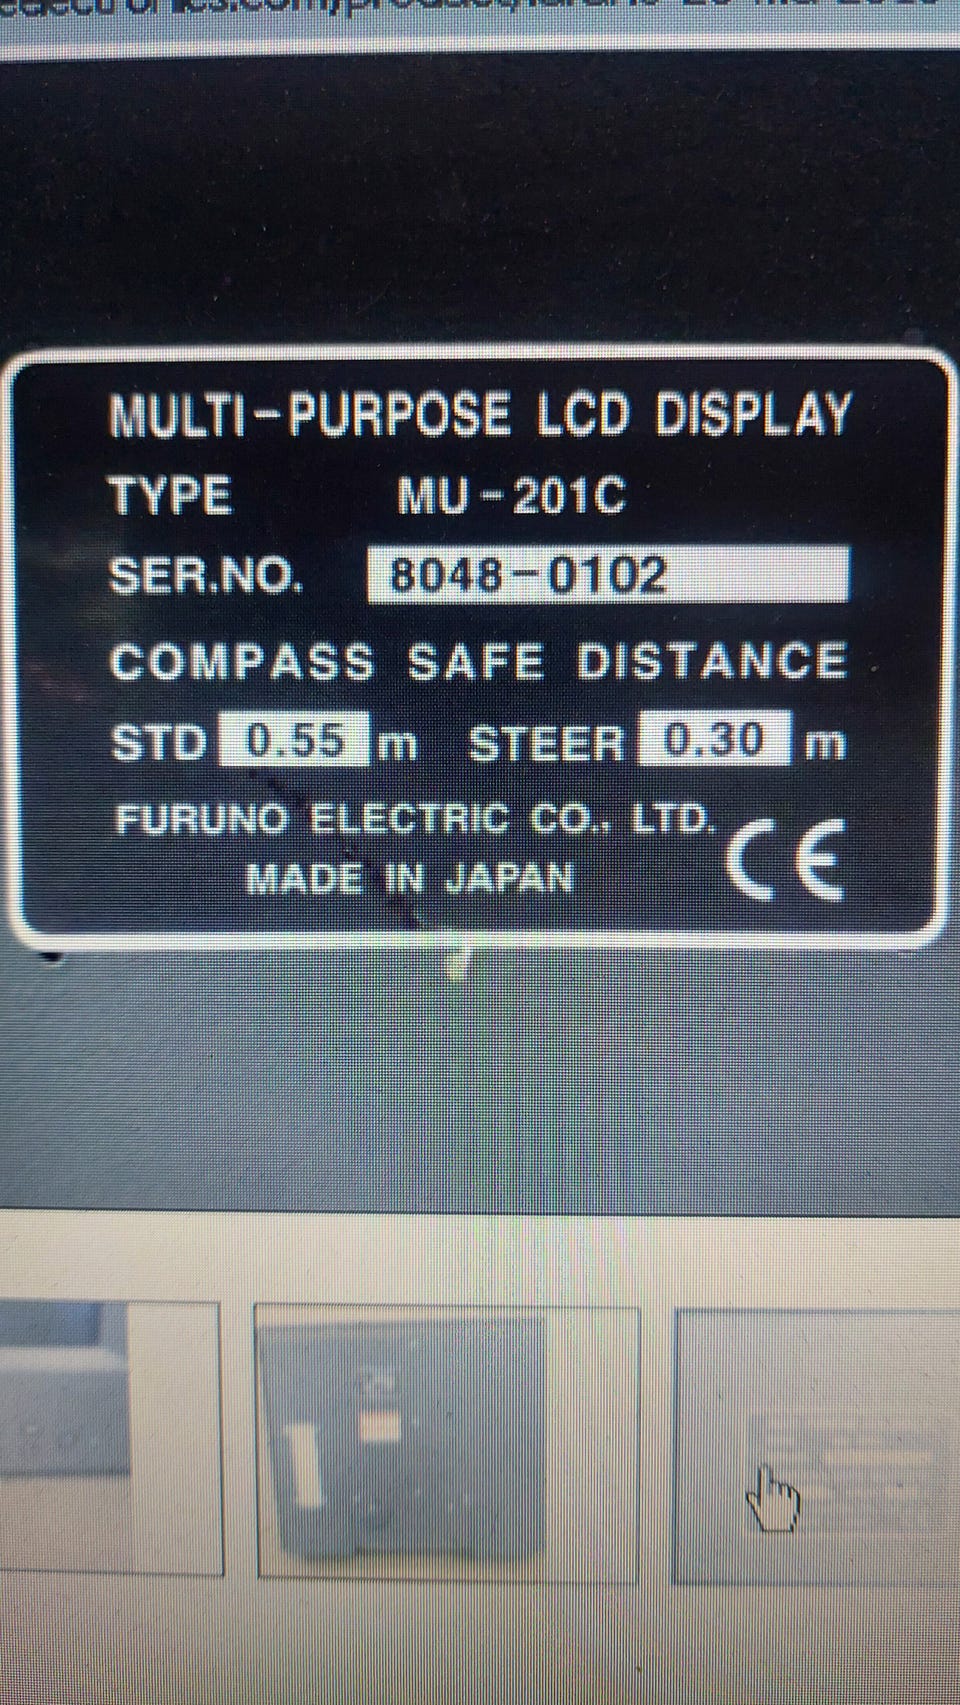 MULTI-PURPOSE LCD DISPLAY
TYPE MU-201C
SER.NO. 8048-0102
COMPASS SAFE DISTANCE
STD 0.55 m STEER 0.30 m
FURUNO ELECTRIC CO., LTD.
MADE IN JAPAN CE